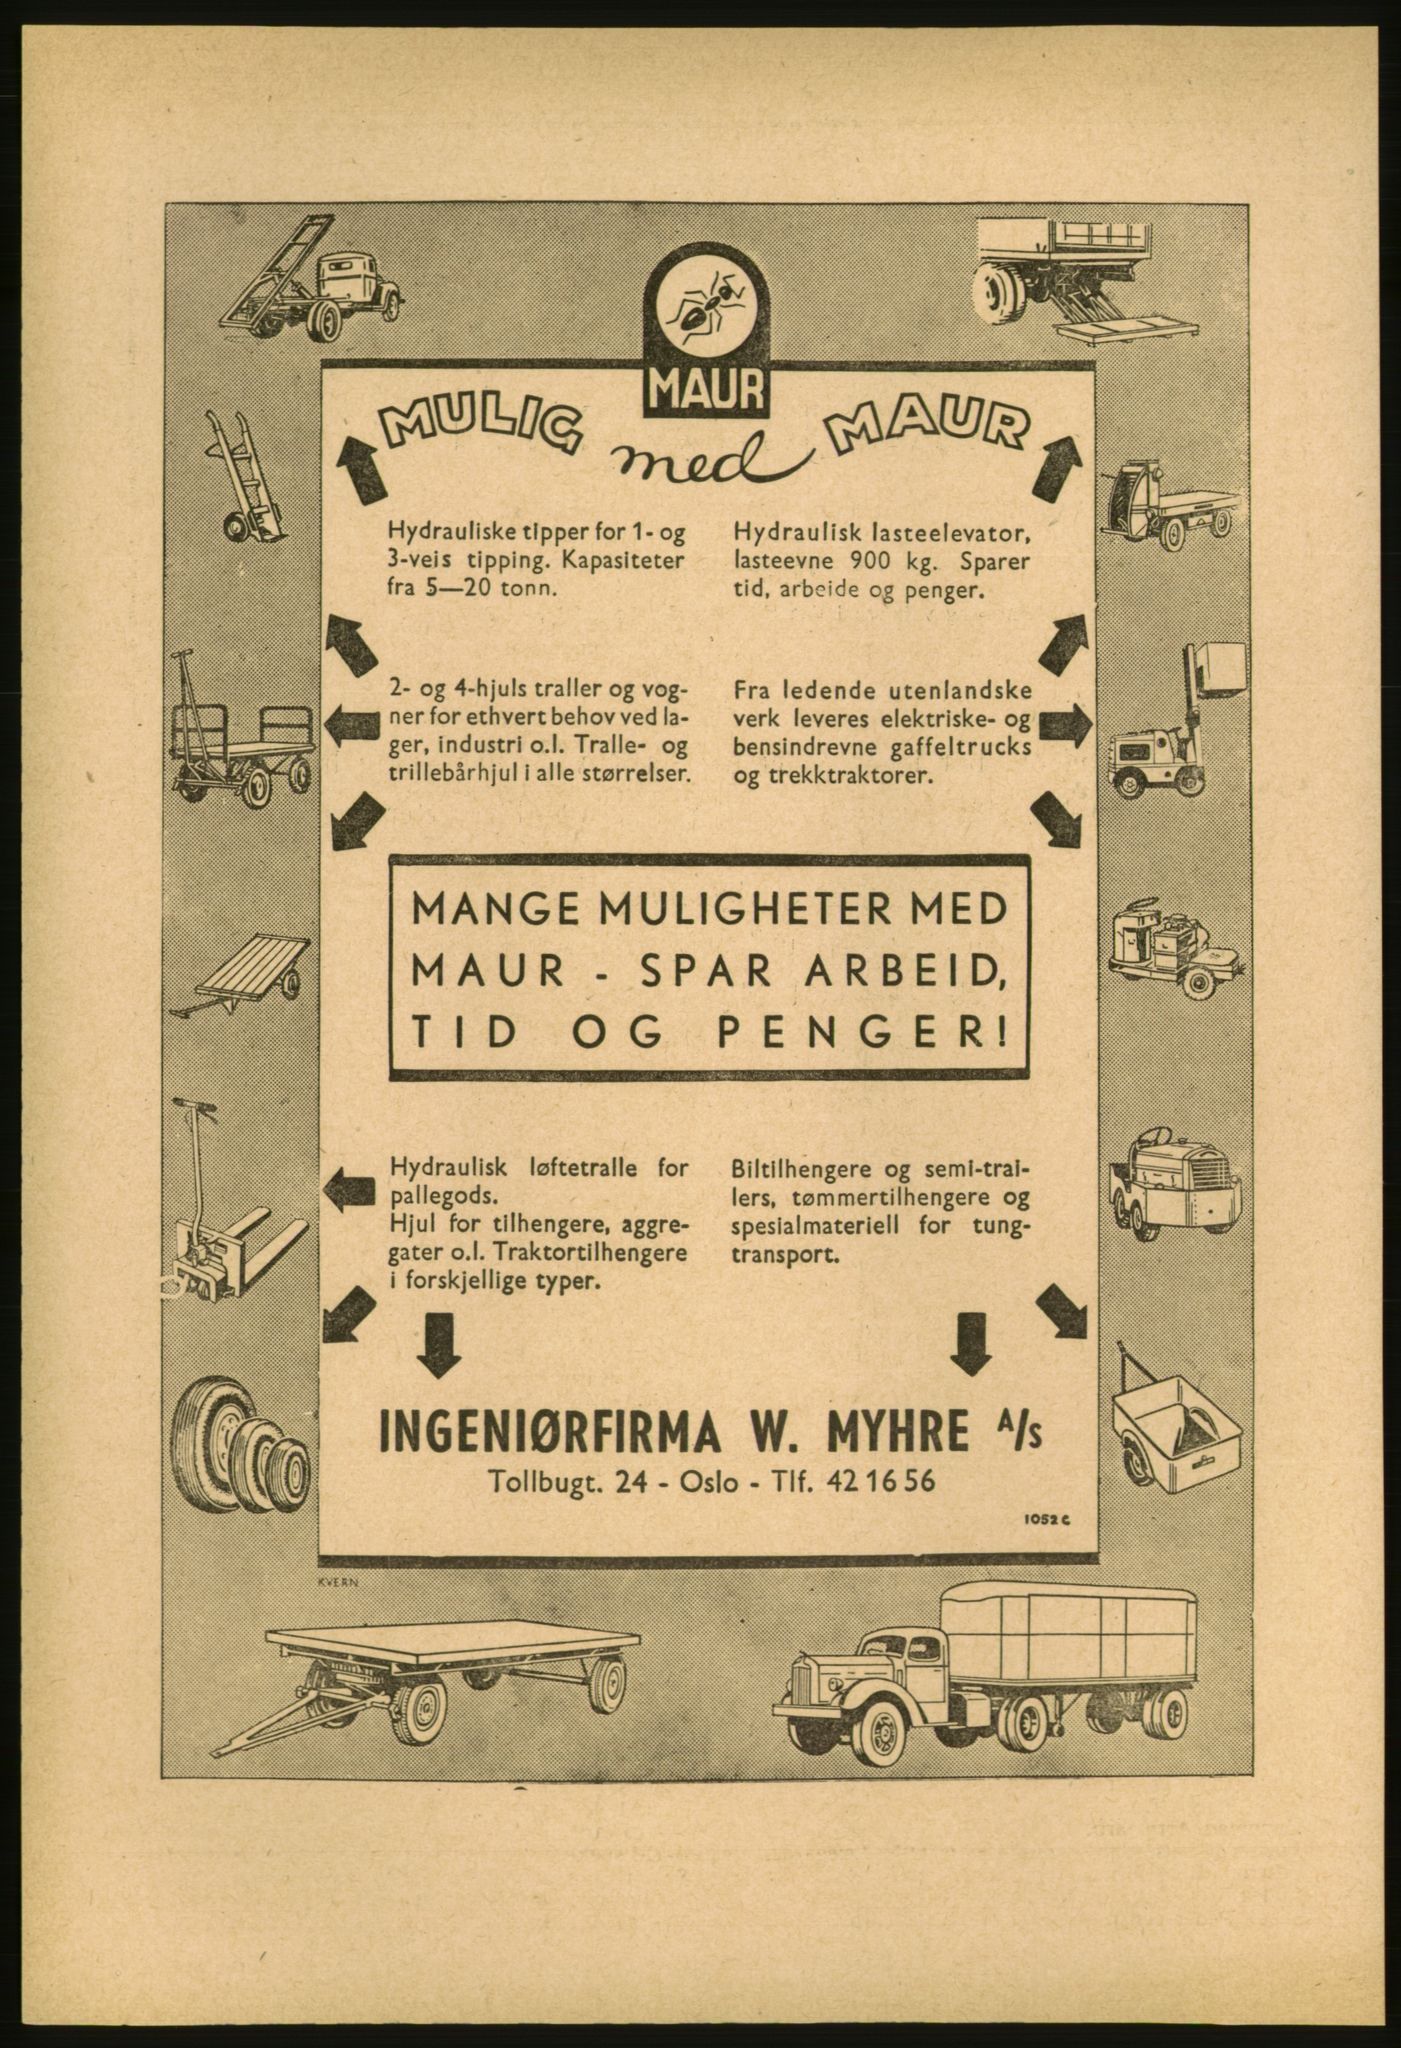 MAUR
MULIG med MAUR
Hydrauliske tipper for 1- og
3-veis tipping. Kapasiteter
fra 5—20 tonn.
Hydraulisk lasteelevator,
lasteevne 900 kg. Sparer
tid, arbeide og penger.
2- og 4-hjuls traller og vog-
ner for ethvert behov ved la-
ger, industri o.l. Tralle- og
trillebårhjul i alle størrelser.
Fra ledende utenlandske
verk leveres elektriske- og
bensindrevne gaffeltrucks
og trekktraktorer.
MANGE MULIGHETER MED
MAUR - SPAR ARBEID,
TID OG PENGER!
Hydraulisk løftetralle for
pallegods.
Hjul for tilhengere, aggre-
gater o.l. Traktortilhengere
i forskjellige typer.
Biltilhengere og semi-trai-
lers, tømmertilhengere og
spesialmateriell for tung-
transport.
INGENIØRFIRMA W. MYHRE A/S
Tollbugt. 24 - Oslo - Tlf. 42 16 56
1052 C
KVERN